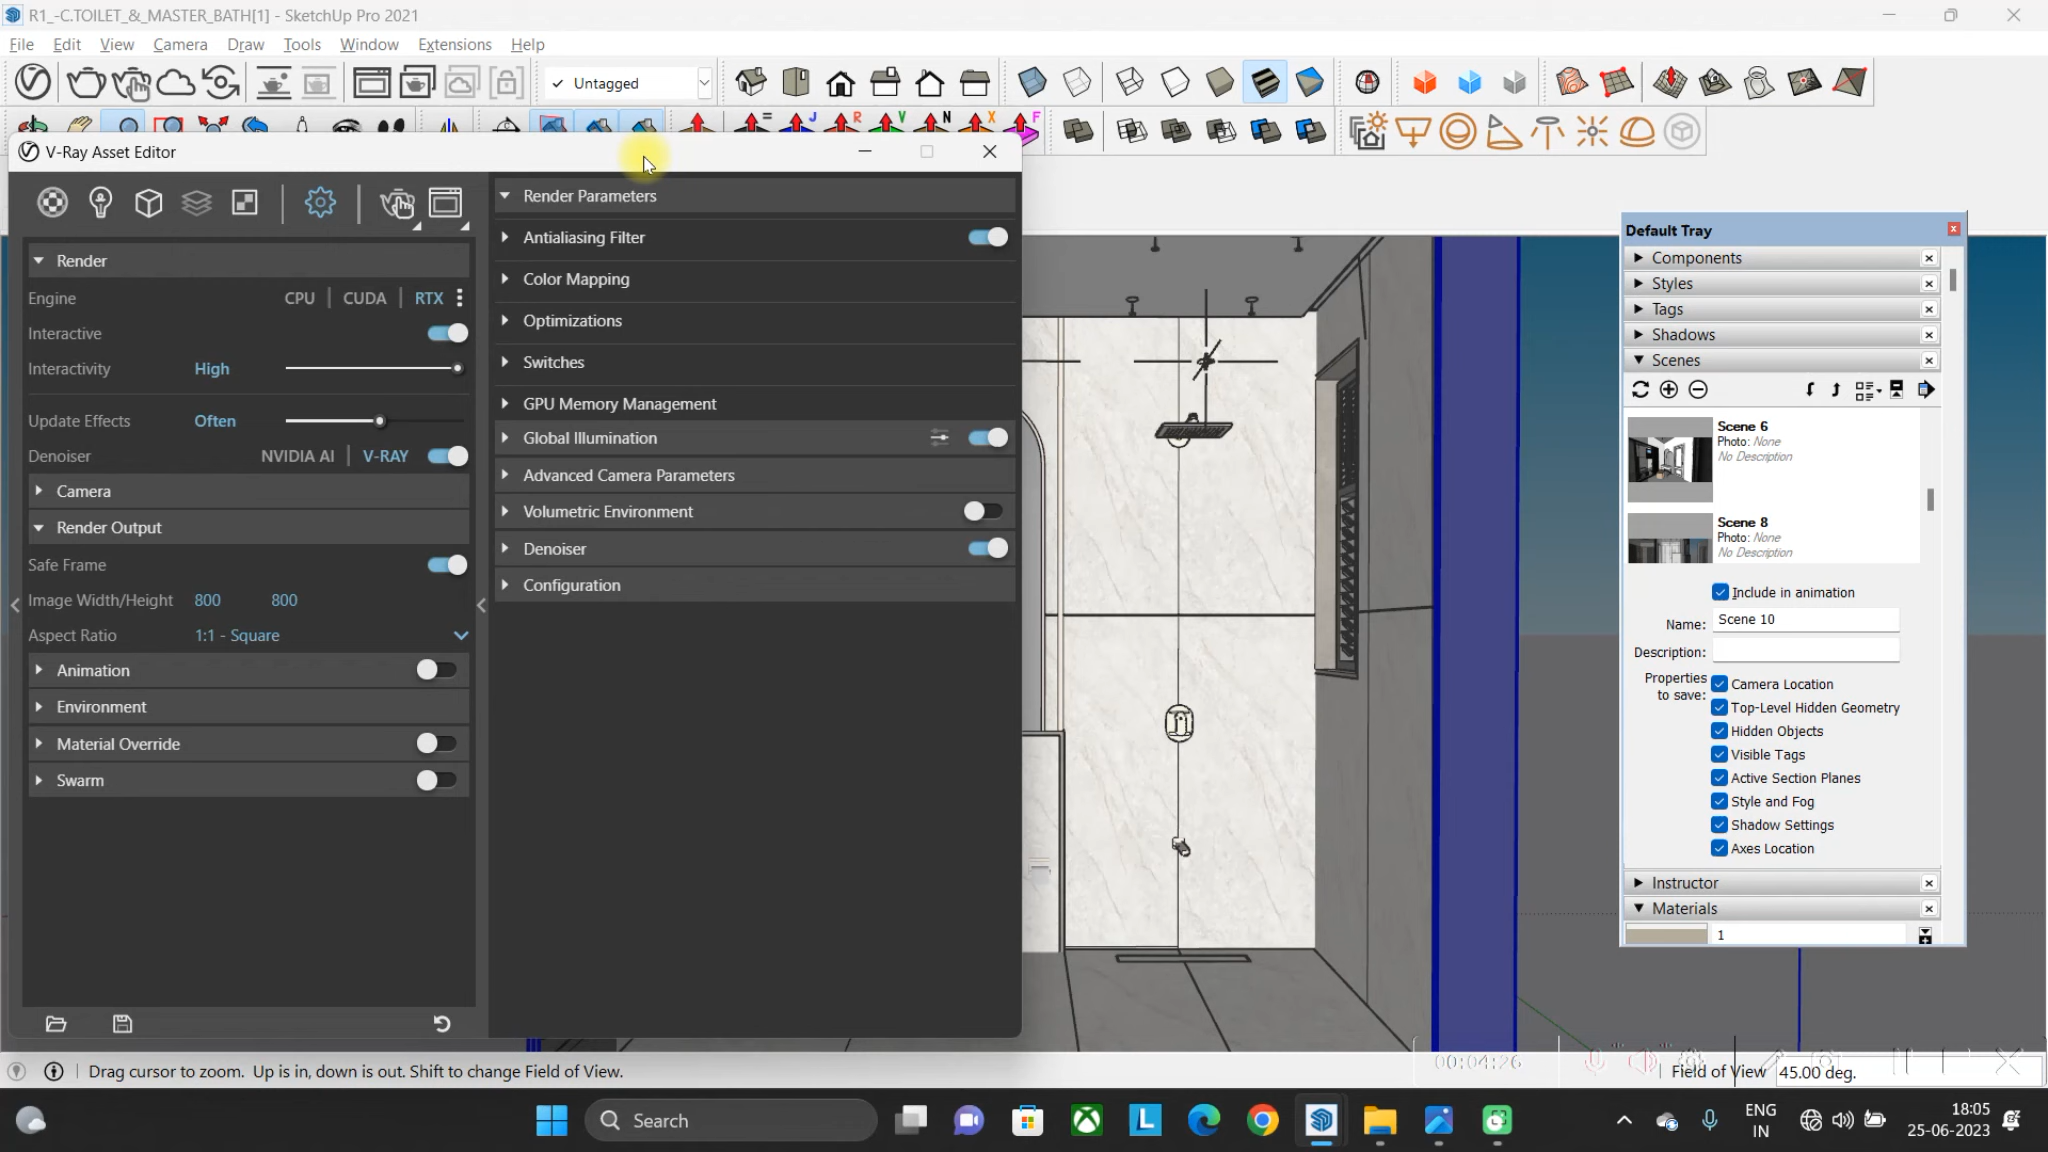 R1_-C.TOILET_&_MASTER_BATH[1] - SketchUp Pro 2021
File Edit View Camera Draw Tools Window Extensions Help
✓ Untagged
= J R V N X F
V-Ray Asset Editor
Render
Engine CPU | CUDA | RTX
Interactive
Interactivity High
Update Effects Often
Denoiser NVIDIA AI | V-RAY
Camera
Render Output
Safe Frame
Image Width/Height 800 800
Aspect Ratio 1:1 - Square
Animation
Environment
Material Override
Swarm
Render Parameters
Antialiasing Filter
Color Mapping
Optimizations
Switches
GPU Memory Management
Global Illumination
Advanced Camera Parameters
Volumetric Environment
Denoiser
Configuration
Default Tray
Components
Styles
Tags
Shadows
Scenes
Scene 6
Photo: None
No Description
Scene 8
Photo: None
No Description
Include in animation
Name: Scene 10
Description:
Properties to save:
Camera Location
Top-Level Hidden Geometry
Hidden Objects
Visible Tags
Active Section Planes
Style and Fog
Shadow Settings
Axes Location
Instructor
Materials
1
00:04:26
Drag cursor to zoom. Up is in, down is out. Shift to change Field of View.
Field of View 45.00 deg.
Search
ENG
IN
18:05
25-06-2023